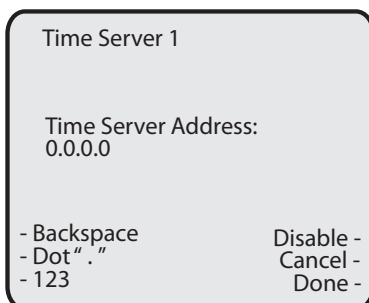 Time Server 1
Time Server Address:
0.0.0.0
- Backspace
- Dot " . "
- 123
Disable -
Cancel -
Done -